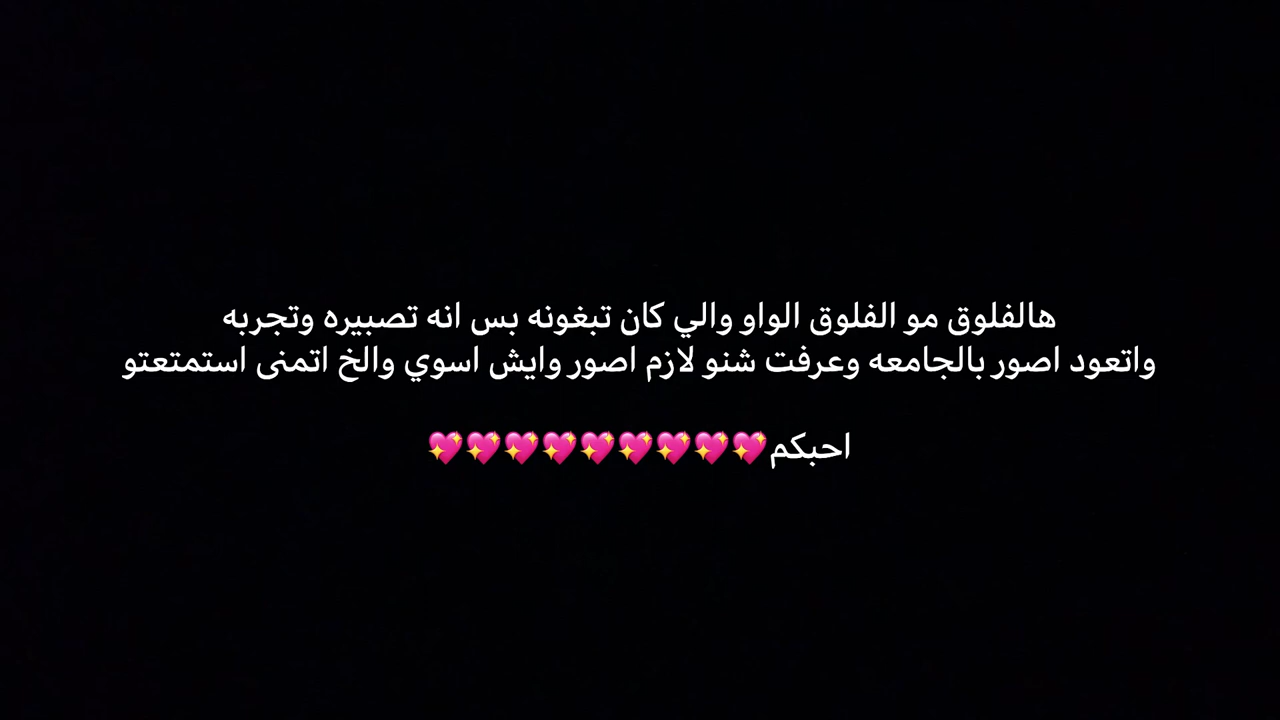 هالفلوق مو الفلوق الواو والي كان تبغونه بس انه تصبيره وتجربه
واتعود اصور بالجامعه وعرفت شنو لازم اصور وايش اسوي والخ اتمنى استمتعتو
احبكم💖💖💖💖💖💖💖💖💖